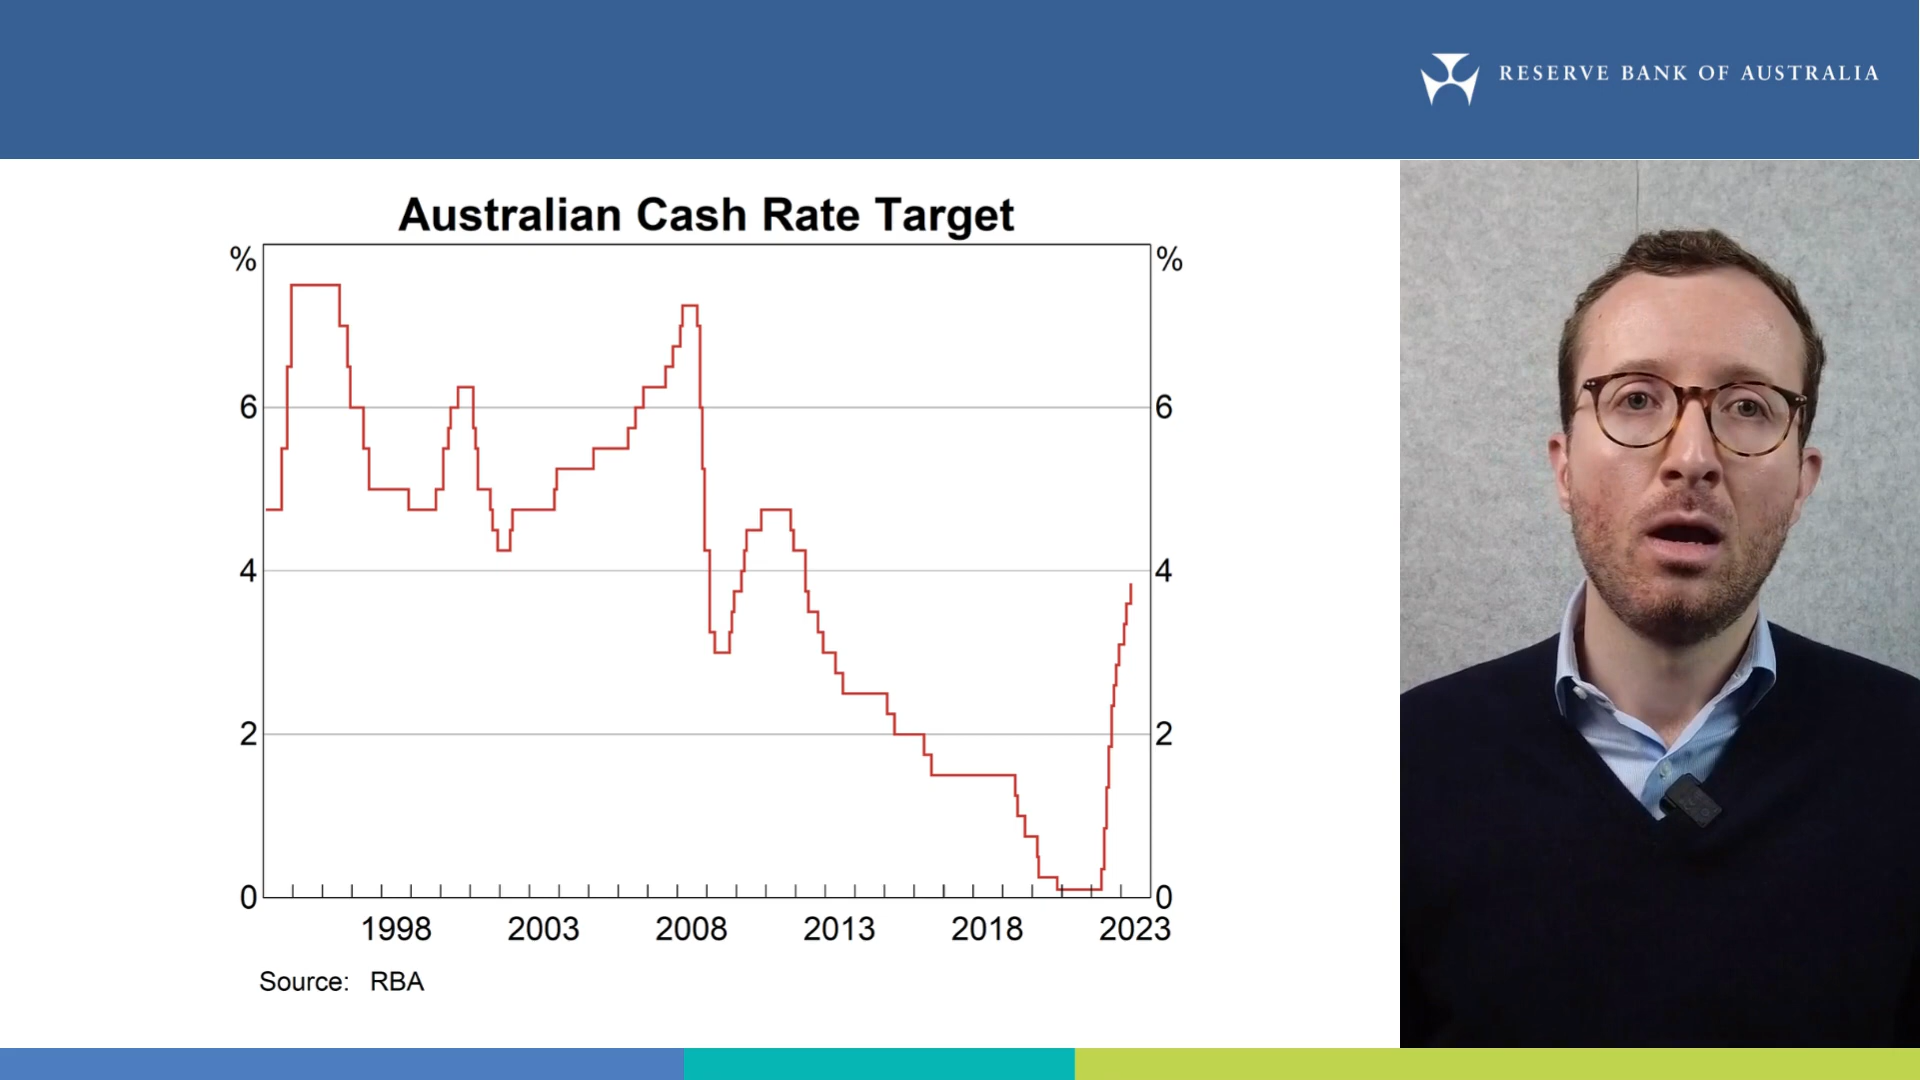 RESERVE BANK OF AUSTRALIA
Australian Cash Rate Target
% %
6 6
4 4
2 2
0 0
1998 2003 2008 2013 2018 2023
Source: RBA